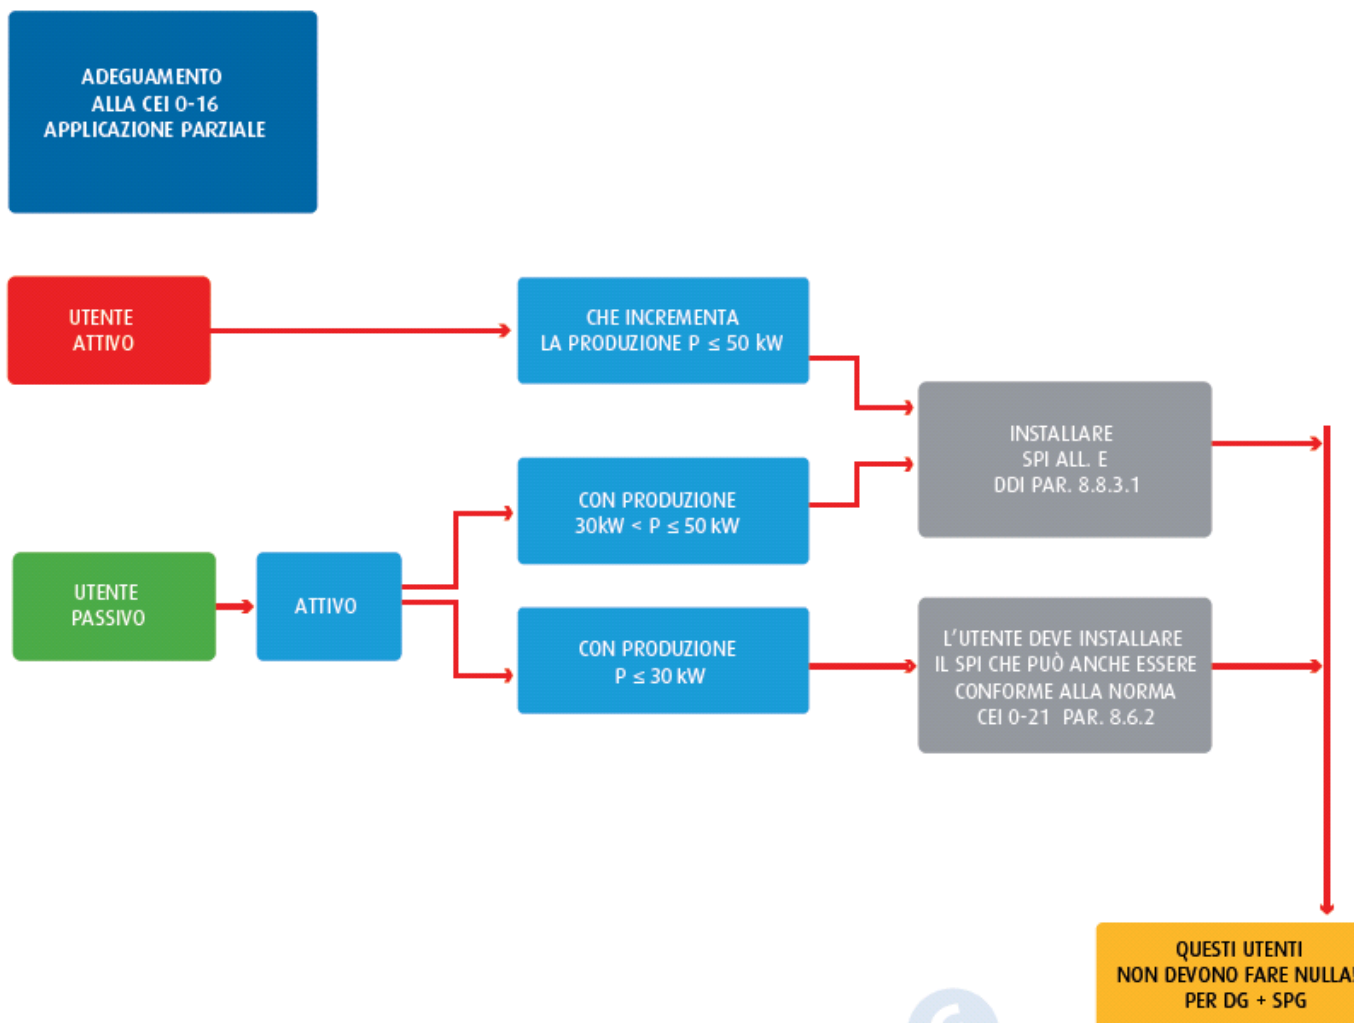 ADEGUAMENTO
ALLA CEI 0-16
APPLICAZIONE PARZIALE
UTENTE
ATTIVO
CHE INCREMENTA
LA PRODUZIONE P ≤ 50 kW
INSTALLARE
SPI ALL. E
DDI PAR. 8.8.3.1
CON PRODUZIONE
30kW < P ≤ 50 kW
UTENTE
PASSIVO
ATTIVO
CON PRODUZIONE
P ≤ 30 kW
L'UTENTE DEVE INSTALLARE
IL SPI CHE PUÒ ANCHE ESSERE
CONFORME ALLA NORMA
CEI 0-21 PAR. 8.6.2
QUESTI UTENTI
NON DEVONO FARE NULLA!
PER DG + SPG